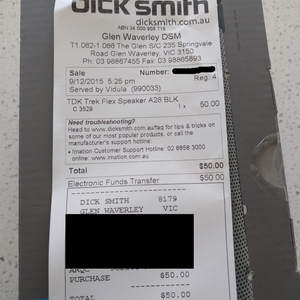 DICK Smith
dicksmith.com.au
ABN 34 000 908 716
Glen Waverley DSM
T1.062-1.066 The Glen S/C 235 Springvale
Road Glen Waverley, VIC 3150
Ph: 03 98867455 Fax: 03 98865893
Sale Number:
9/12/2015 5:25 pm Reg: 4
Served by Vidula (990033)
TDK Trek Flex Speaker A28 BLK
C 3529 1 x 50.00
Need troubleshooting?
Head to www.dicksmith.com.au/faq for tips & tricks on
some of our most popular products, or call the
manufacturer's support hotline:
• Imation Customer Support Hotline: 02 8958 3000
online: www.imation.com.au
Total $50.00
Electronic Funds Transfer $50.00
DICK SMITH 8179
GLEN WAVERLEY VIC
PURCHASE $50.00
TOTAL $50.00